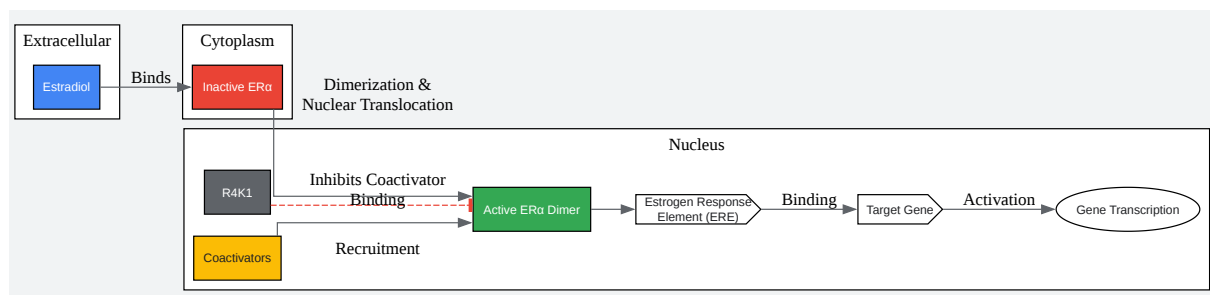 Extracellular
Estradiol
Binds
Cytoplasm
Inactive ERα
Dimerization &
Nuclear Translocation
Nucleus
R4K1
Inhibits Coactivator
Binding
Coactivators
Recruitment
Active ERα Dimer
Estrogen Response
Element (ERE)
Binding
Target Gene
Activation
Gene Transcription